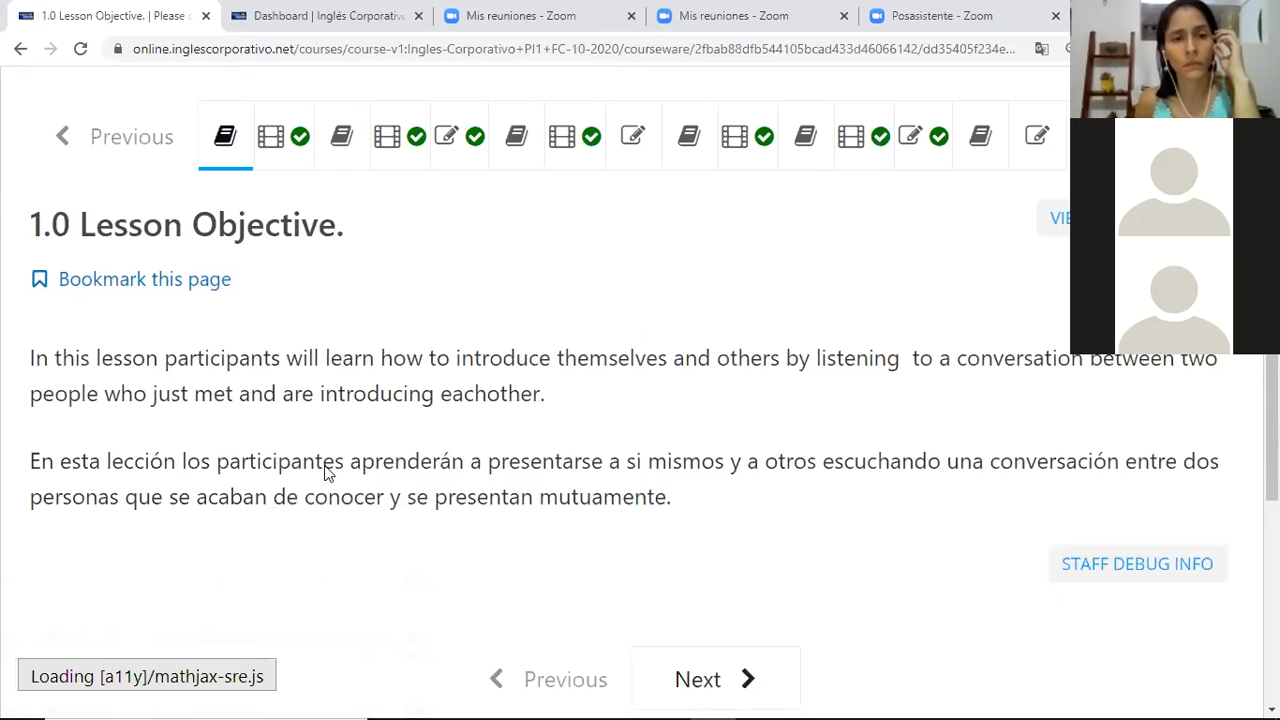 1.0 Lesson Objective. | Please
Dashboard | Inglés Corporativ
Mis reuniones - Zoom
Mis reuniones - Zoom
Posasistente - Zoom
online.inglescorporativo.net/courses/course-v1:Ingles-Corporativo+PI1+FC-10-2020/courseware/2fbab88dfb544105bcad433d46066142/dd35405f234e...
Previous
1.0 Lesson Objective.
VIE
Bookmark this page
In this lesson participants will learn how to introduce themselves and others by listening to a conversation between two
people who just met and are introducing eachother.
En esta lección los participantes aprenderán a presentarse a si mismos y a otros escuchando una conversación entre dos
personas que se acaban de conocer y se presentan mutuamente.
STAFF DEBUG INFO
Loading [a11y]/mathjax-sre.js
Previous
Next